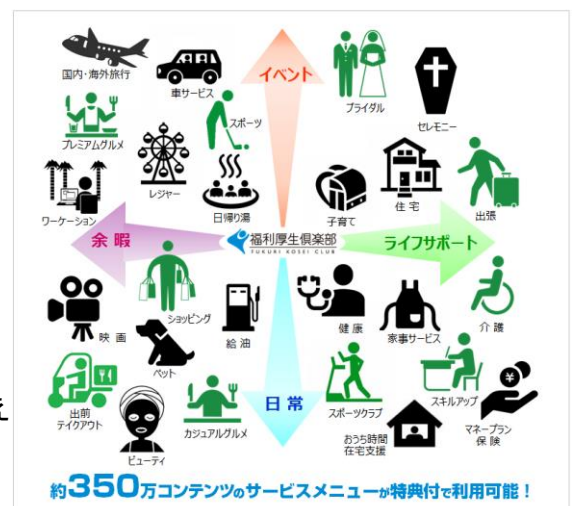 イベント
国内・海外旅行
車サービス
ブライダル
セレモニー
プレミアムグルメ
スポーツ
レジャー
ワーケーション
日帰り湯
子育て
住宅
出張
余暇
福利厚生倶楽部
FUKURI KOSEI CLUB
ライフサポート
映画
ショッピング
給油
ペット
健康
家事サービス
介護
出前
テイクアウト
ビューティ
カジュアルグルメ
日常
スポーツクラブ
おうち時間
在宅支援
スキルアップ
マネープラン
保険
¥
約350万コンテンツのサービスメニューが特典付で利用可能！